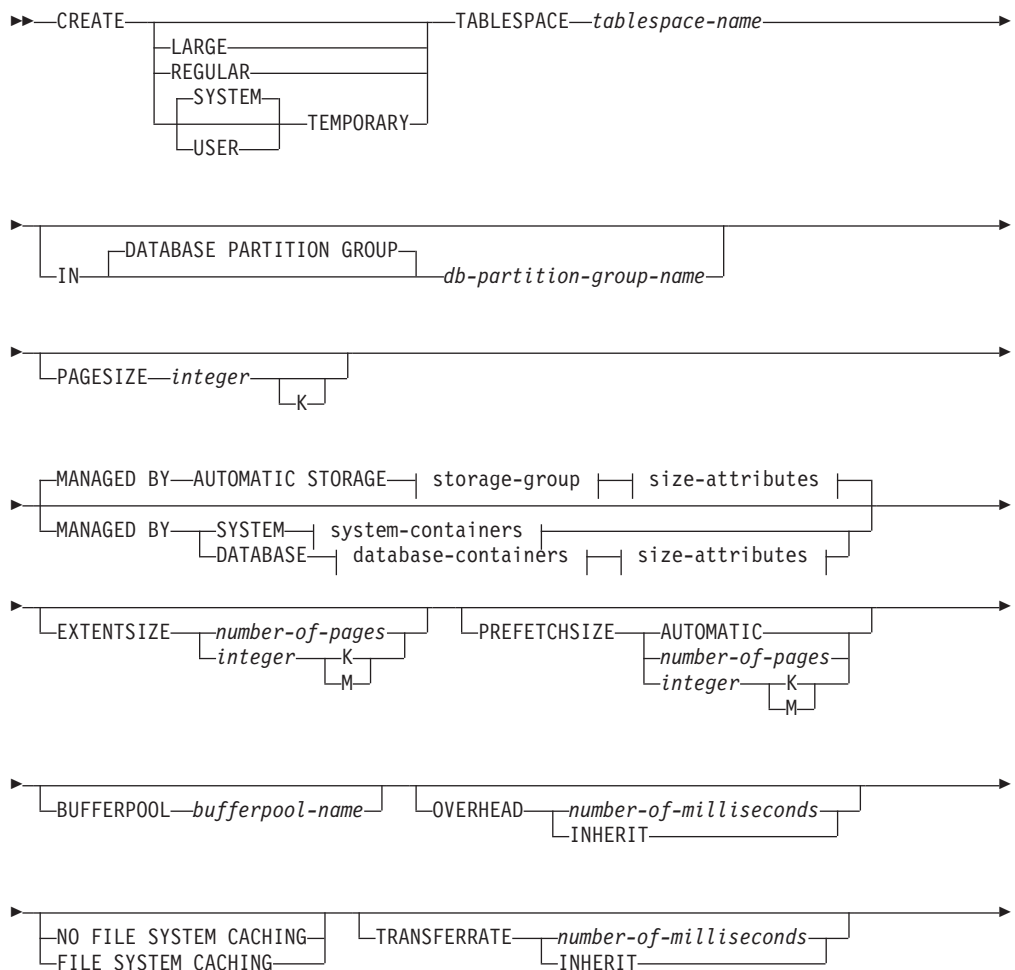 CREATE TABLESPACE tablespace-name
LARGE
REGULAR
SYSTEM
TEMPORARY
USER
DATABASE PARTITION GROUP
IN db-partition-group-name
PAGESIZE integer
K
MANAGED BY AUTOMATIC STORAGE storage-group size-attributes
MANAGED BY SYSTEM system-containers
DATABASE database-containers size-attributes
EXTENTSIZE number-of-pages PREFETCHSIZE AUTOMATIC
integer K number-of-pages
M integer K
M
BUFFERPOOL bufferpool-name OVERHEAD number-of-milliseconds
INHERIT
NO FILE SYSTEM CACHING TRANSFERRATE number-of-milliseconds
FILE SYSTEM CACHING INHERIT